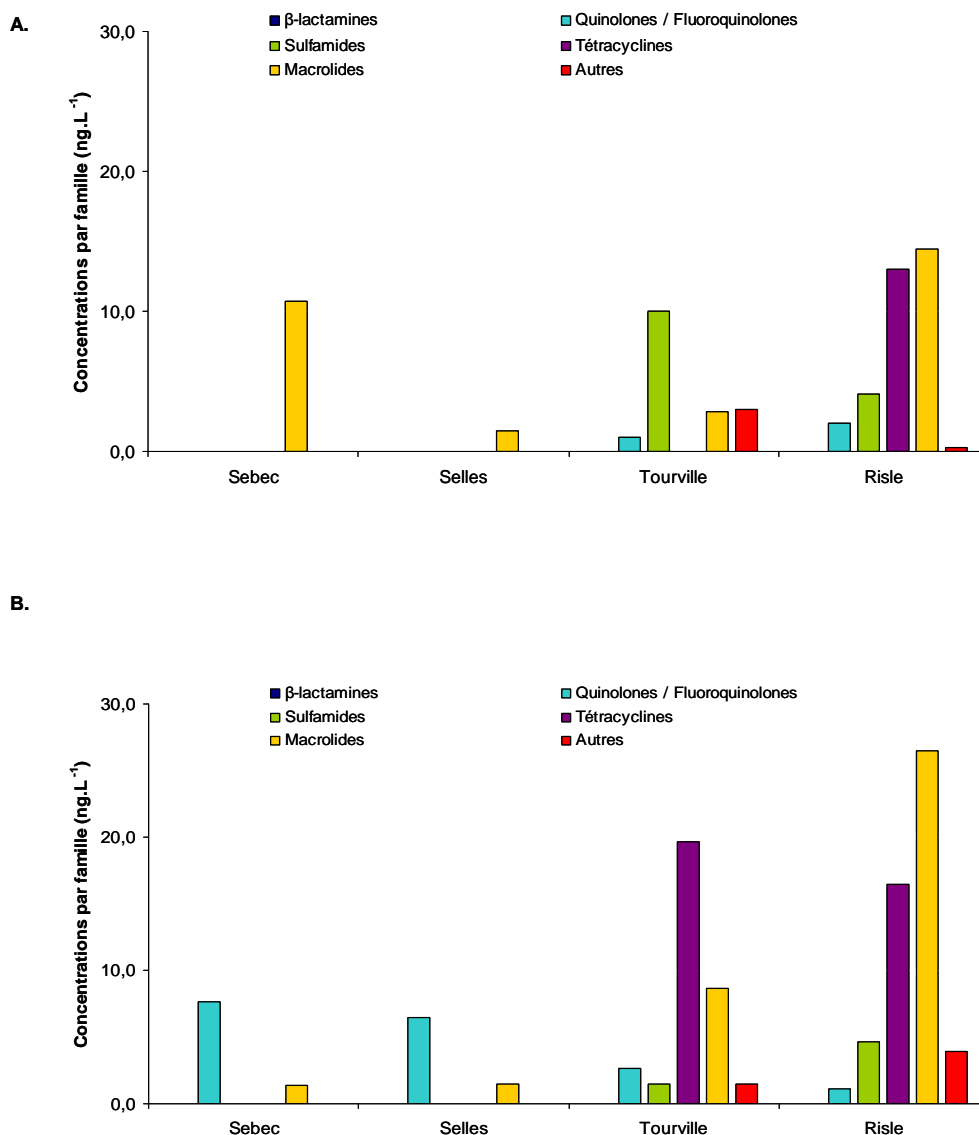 A.
β-lactamines
Quinolones / Fluoroquinolones
Sulfamides
Tétracyclines
Macrolides
Autres
Concentrations par famille (ng.L⁻¹)
30,0
20,0
10,0
0,0
Sebec
Selles
Tourville
Risle
B.
β-lactamines
Quinolones / Fluoroquinolones
Sulfamides
Tétracyclines
Macrolides
Autres
Concentrations par famille (ng.L⁻¹)
30,0
20,0
10,0
0,0
Sebec
Selles
Tourville
Risle